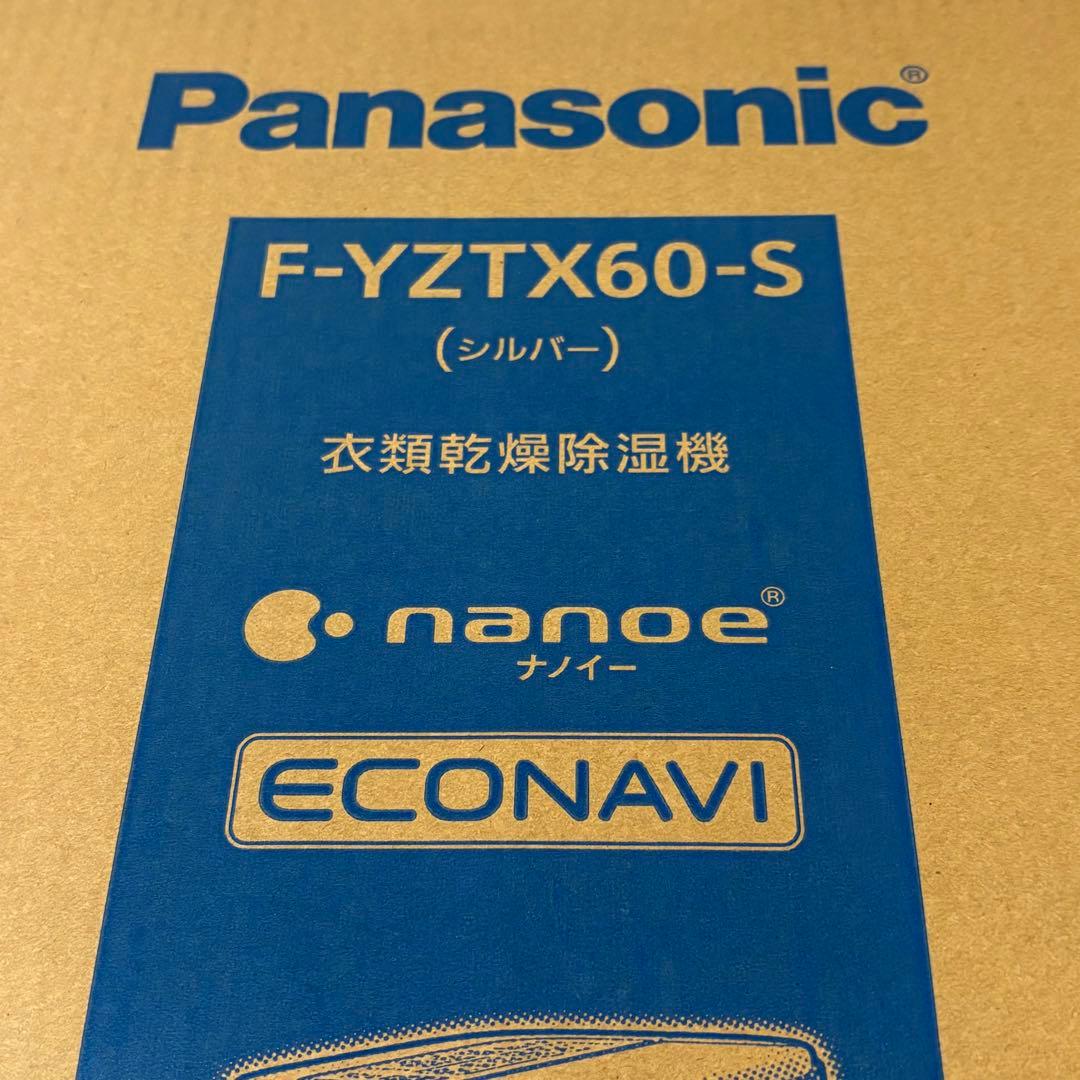 Panasonic®
F-YZTX60-S
(シルバー)
衣類乾燥除湿機
nanoe®
ナノイー
ECONAVI